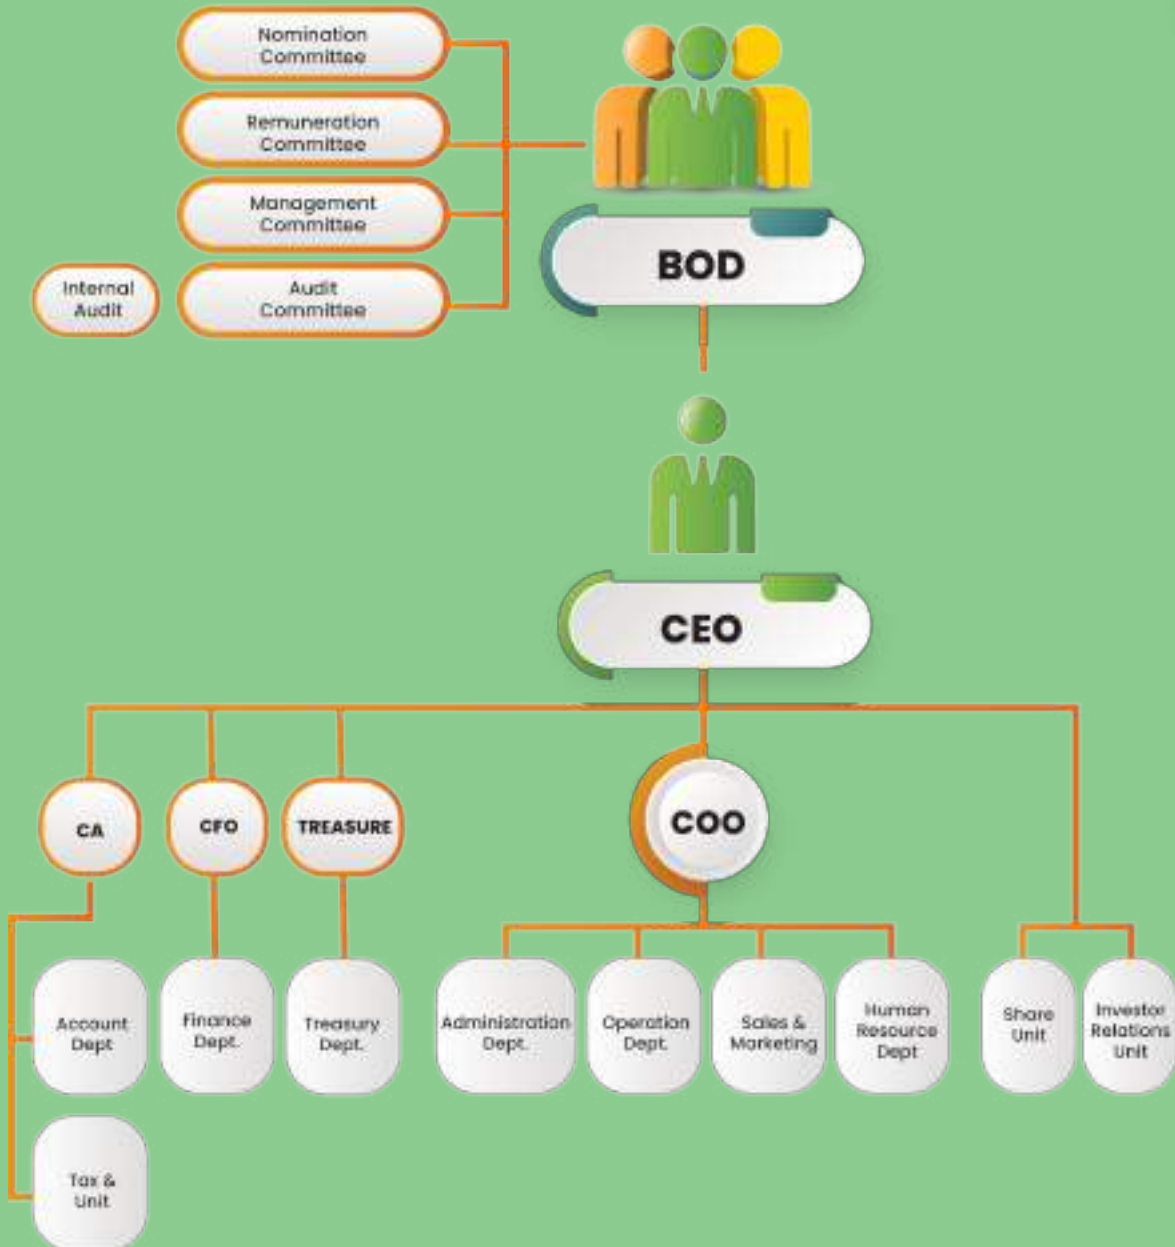 Nomination
Committee
Remuneration
Committee
Management
Committee
Internal
Audit
Audit
Committee
BOD
CEO
CA
CFO
TREASURE
COO
Account
Dept
Finance
Dept.
Treasury
Dept.
Administration
Dept.
Operation
Dept.
Sales &
Marketing
Human
Resource
Dept
Share
Unit
Investor
Relations
Unit
Tax &
Unit